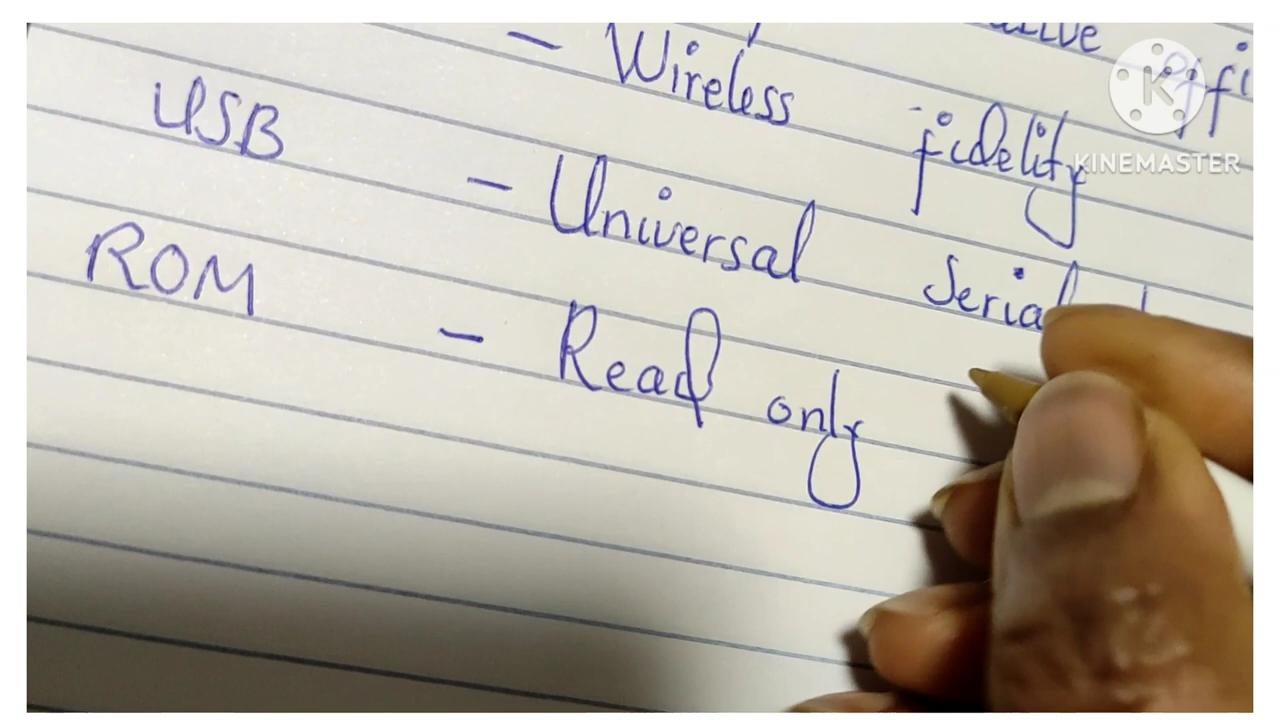 - Wireless fidelity
USB - Universal Serial
ROM - Read only
KINEMASTER